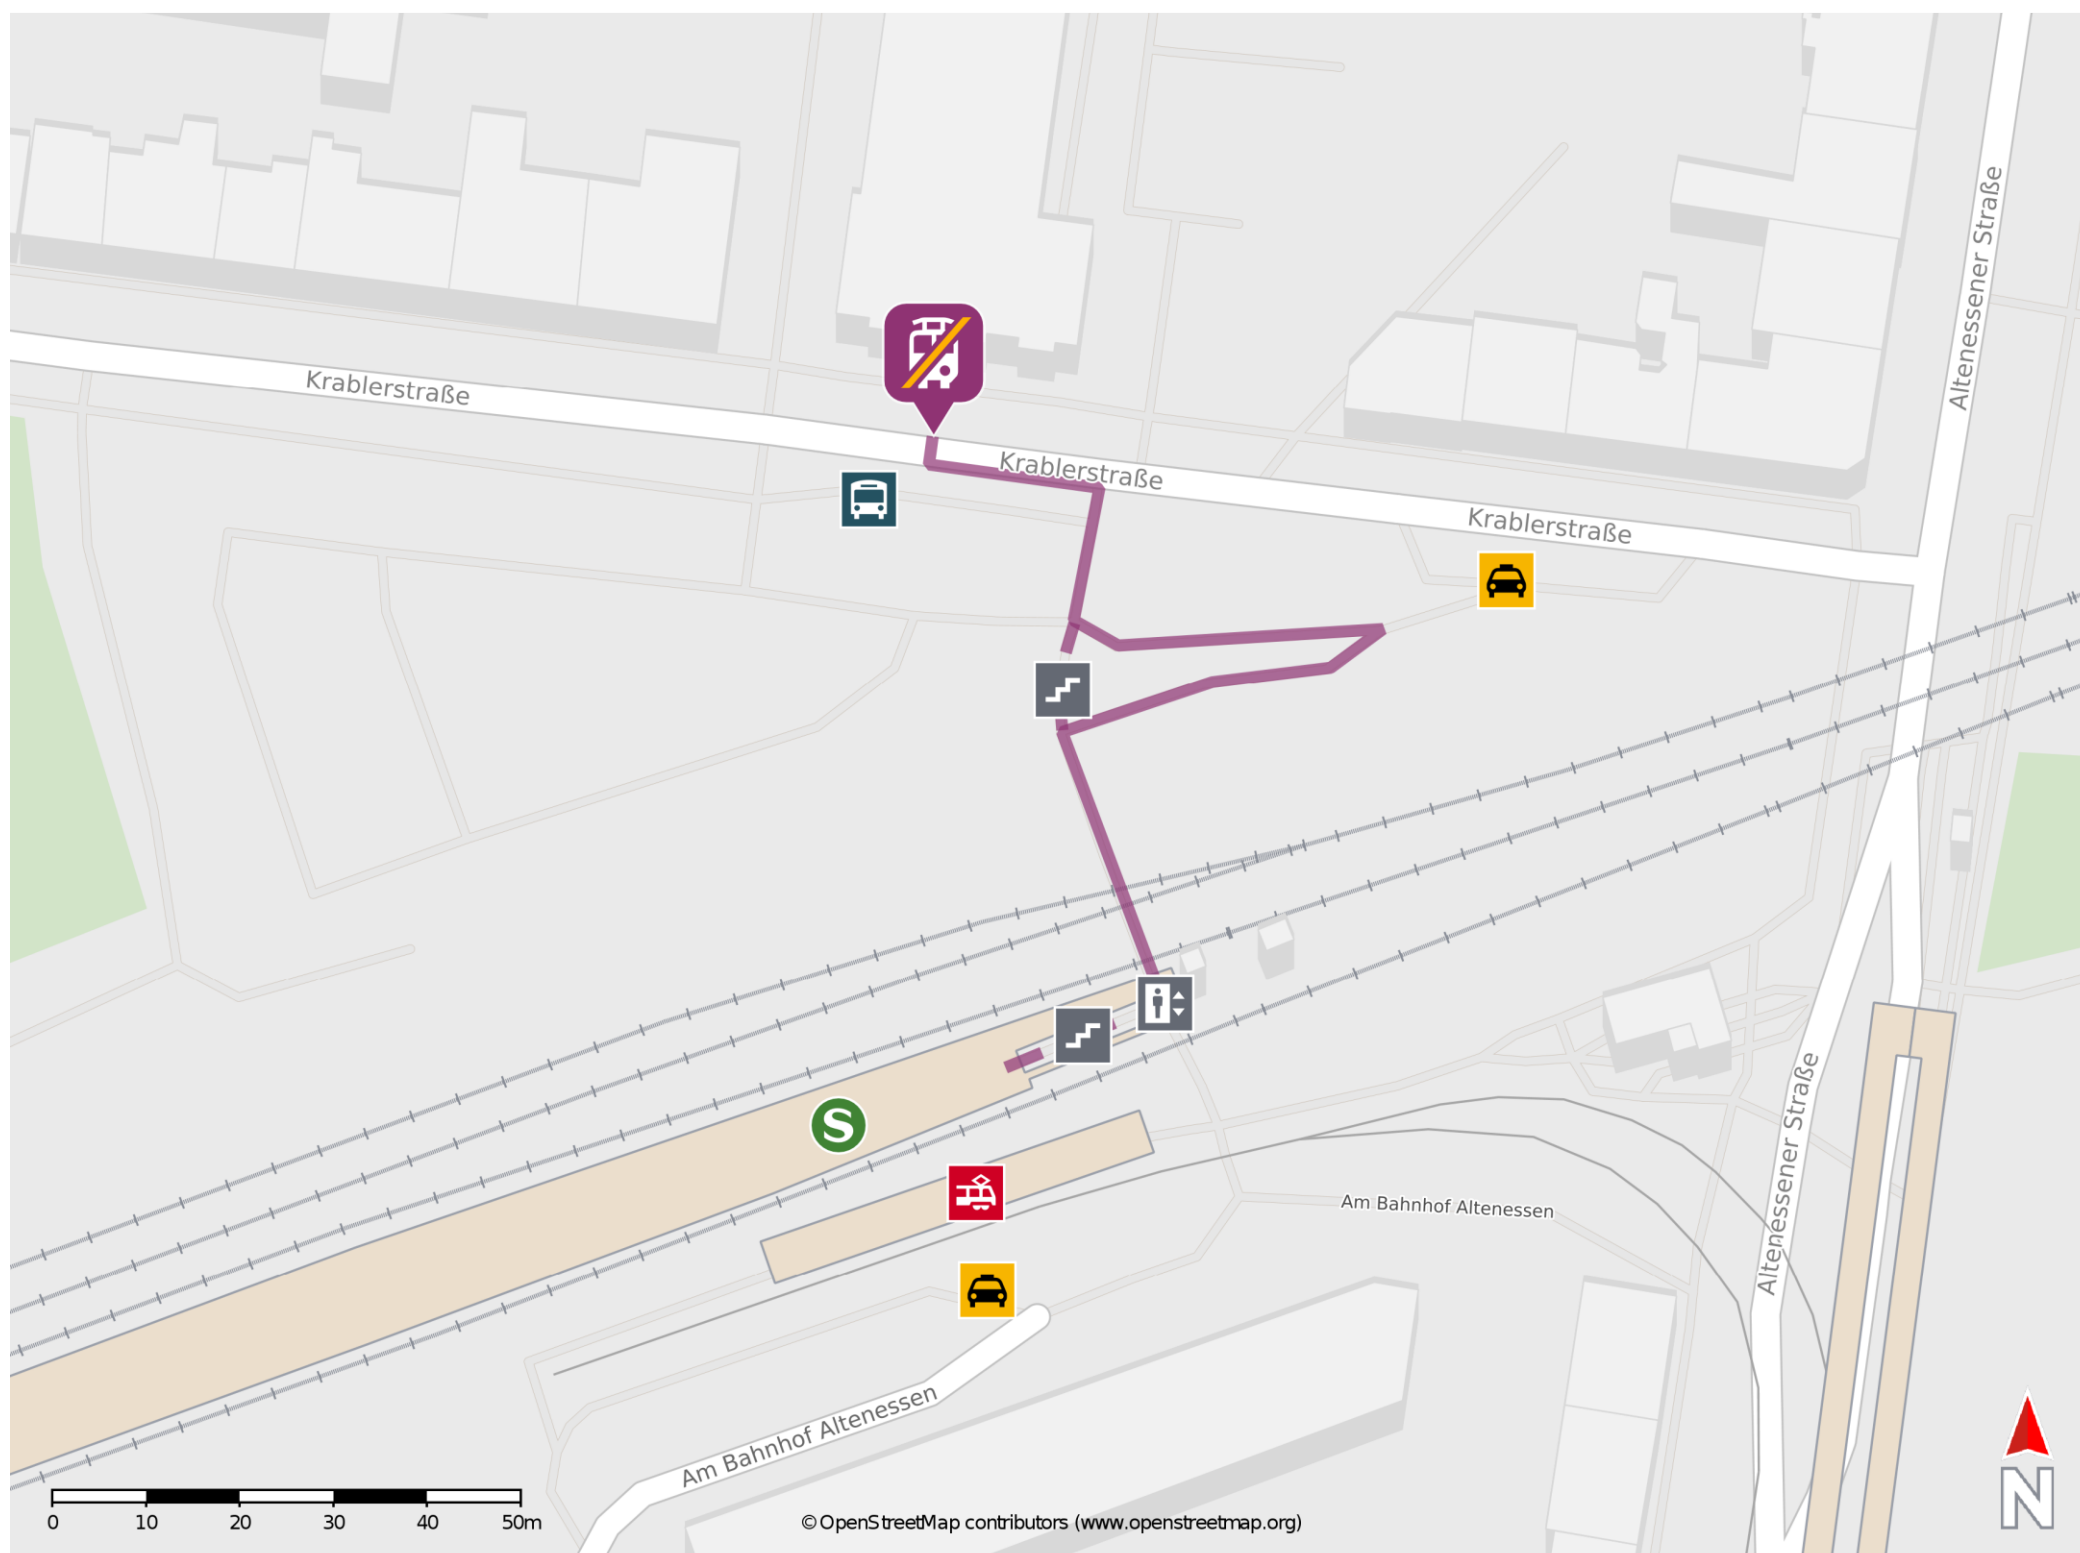 Altenessener Straße
Krablerstraße
Krablerstraße
Krablerstraße
S
Am Bahnhof Altenessen
Altenessener Straße
Am Bahnhof Altenessen
0 10 20 30 40 50m
© OpenStreetMap contributors (www.openstreetmap.org)
N